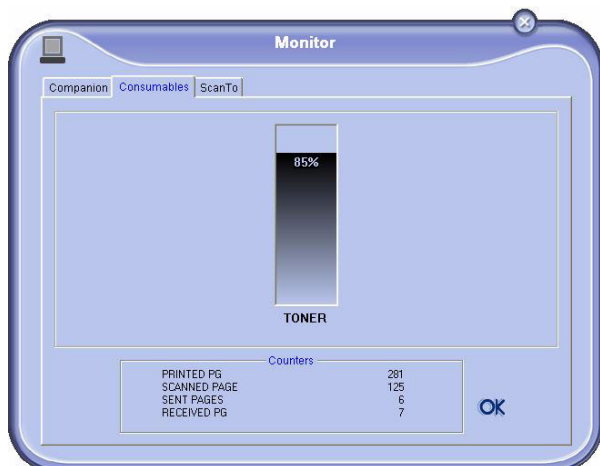 Monitor
Companion Consumables ScanTo
85%
TONER
Counters
PRINTED PG 281
SCANNED PAGE 125
SENT PAGES 6
RECEIVED PG 7
OK